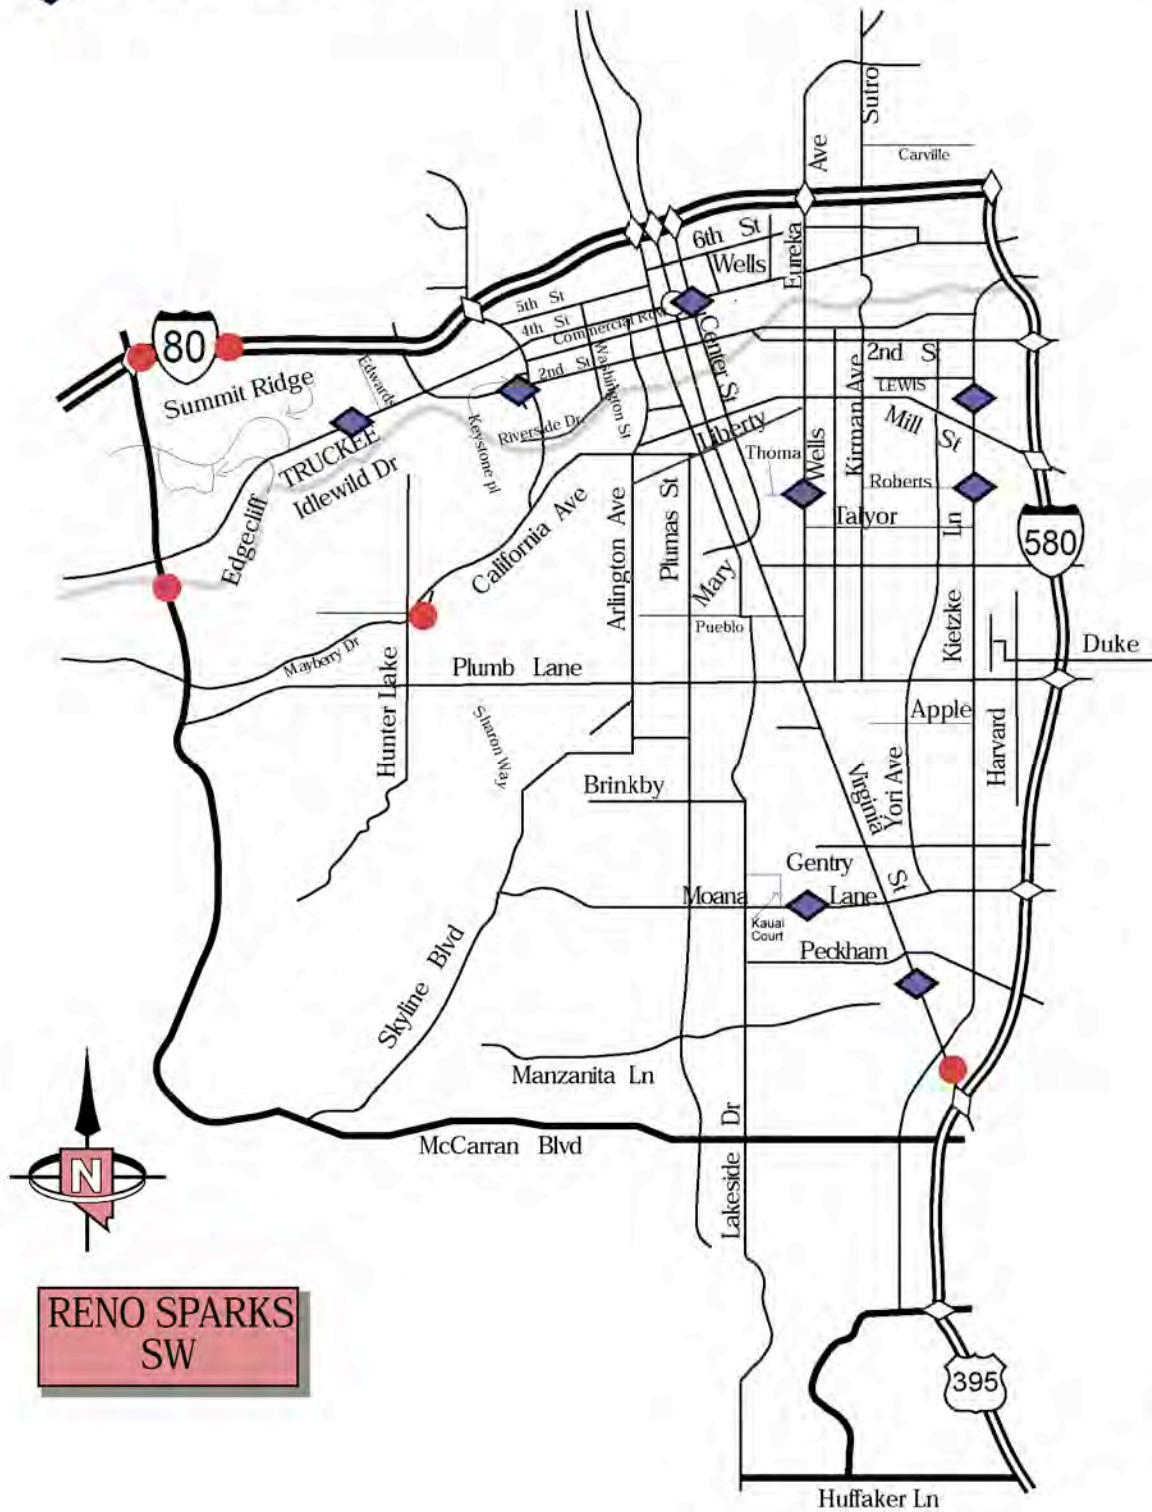 Sutro
Ave
Carville
6th St
Wells
Eureka
5th St
4th St
Commercial Row
80
Summit Ridge
Edwards
2nd St
Washington St
Center St
2nd St
LEWIS
Kirman Ave
Mill St
Keystone pl
Riverside Dr.
Liberty
Thoma
Wells
Roberts
Talyor
TRUCKEE
Idlewild Dr
Edgecliff
California Ave
Arlington Ave
Plumas St
Mary
Ln
580
Pueblo
Kietzke
Duke
Mayberry Dr
Hunter Lake
Plumb Lane
Apple
Harvard
Sharon Way
Brinkby
Virginia
St
Yori Ave
Gentry
Moana
Lane
Kauai
Court
Peckham
Skyline Blvd
Manzanita Ln
McCarran Blvd
Lakeside Dr
N
RENO SPARKS
SW
395
Huffaker Ln